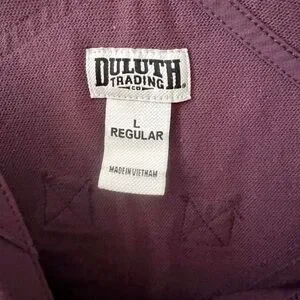 DULUTH
TRADING
CO
L
REGULAR
MADE IN VIETNAM